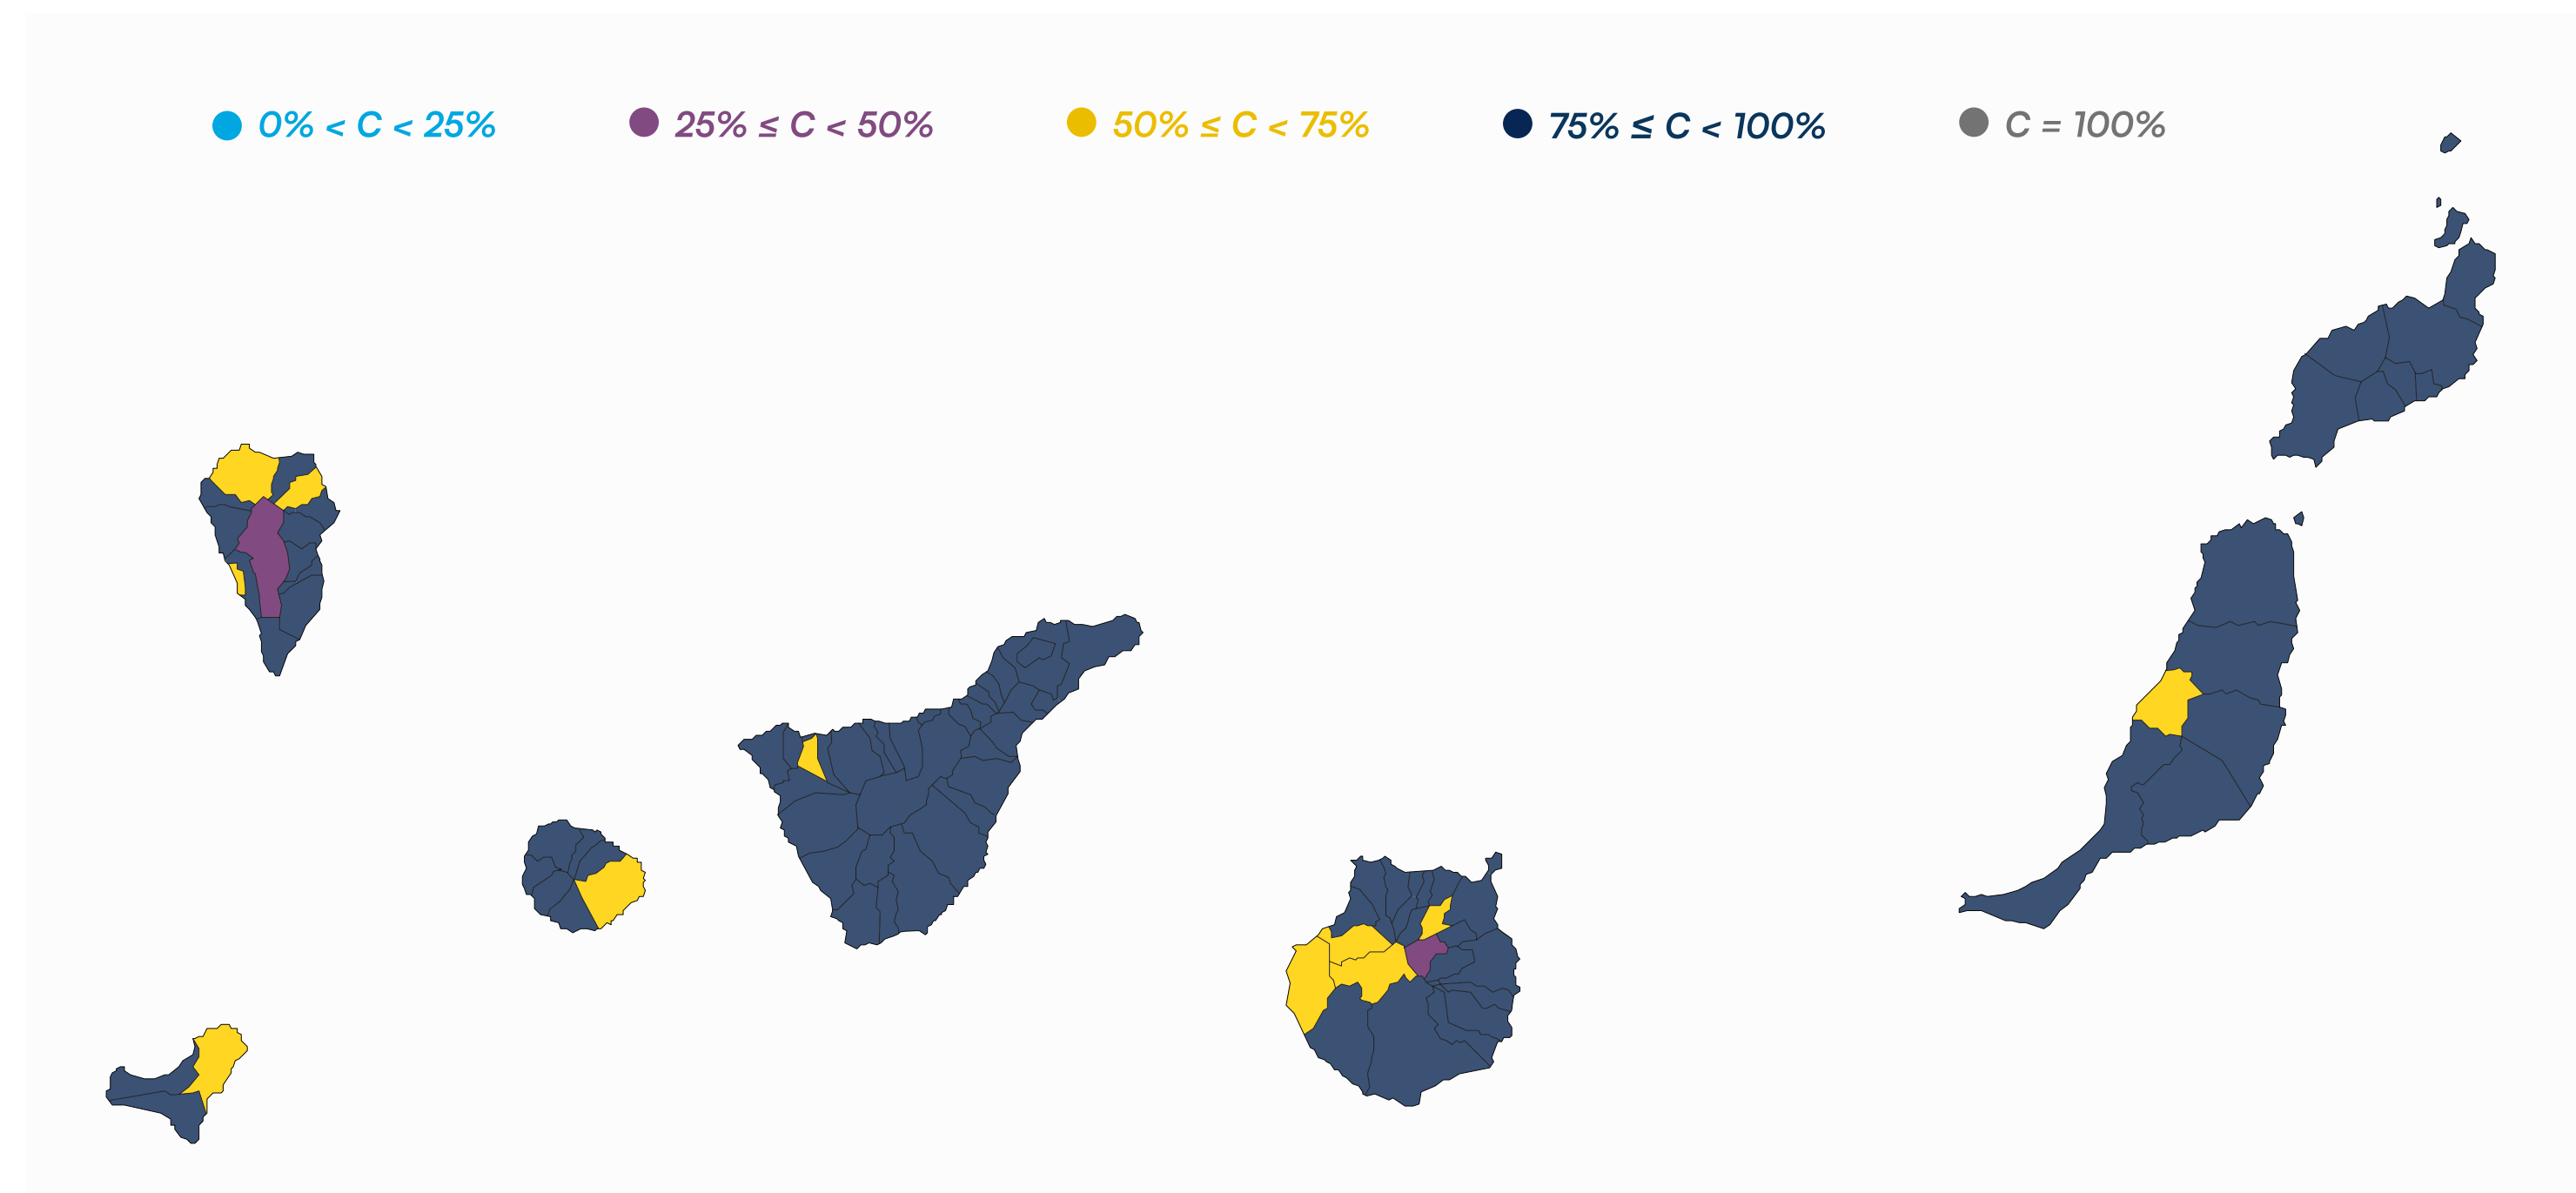 0% < C < 25%
25% ≤ C < 50%
50% ≤ C < 75%
75% ≤ C < 100%
C = 100%